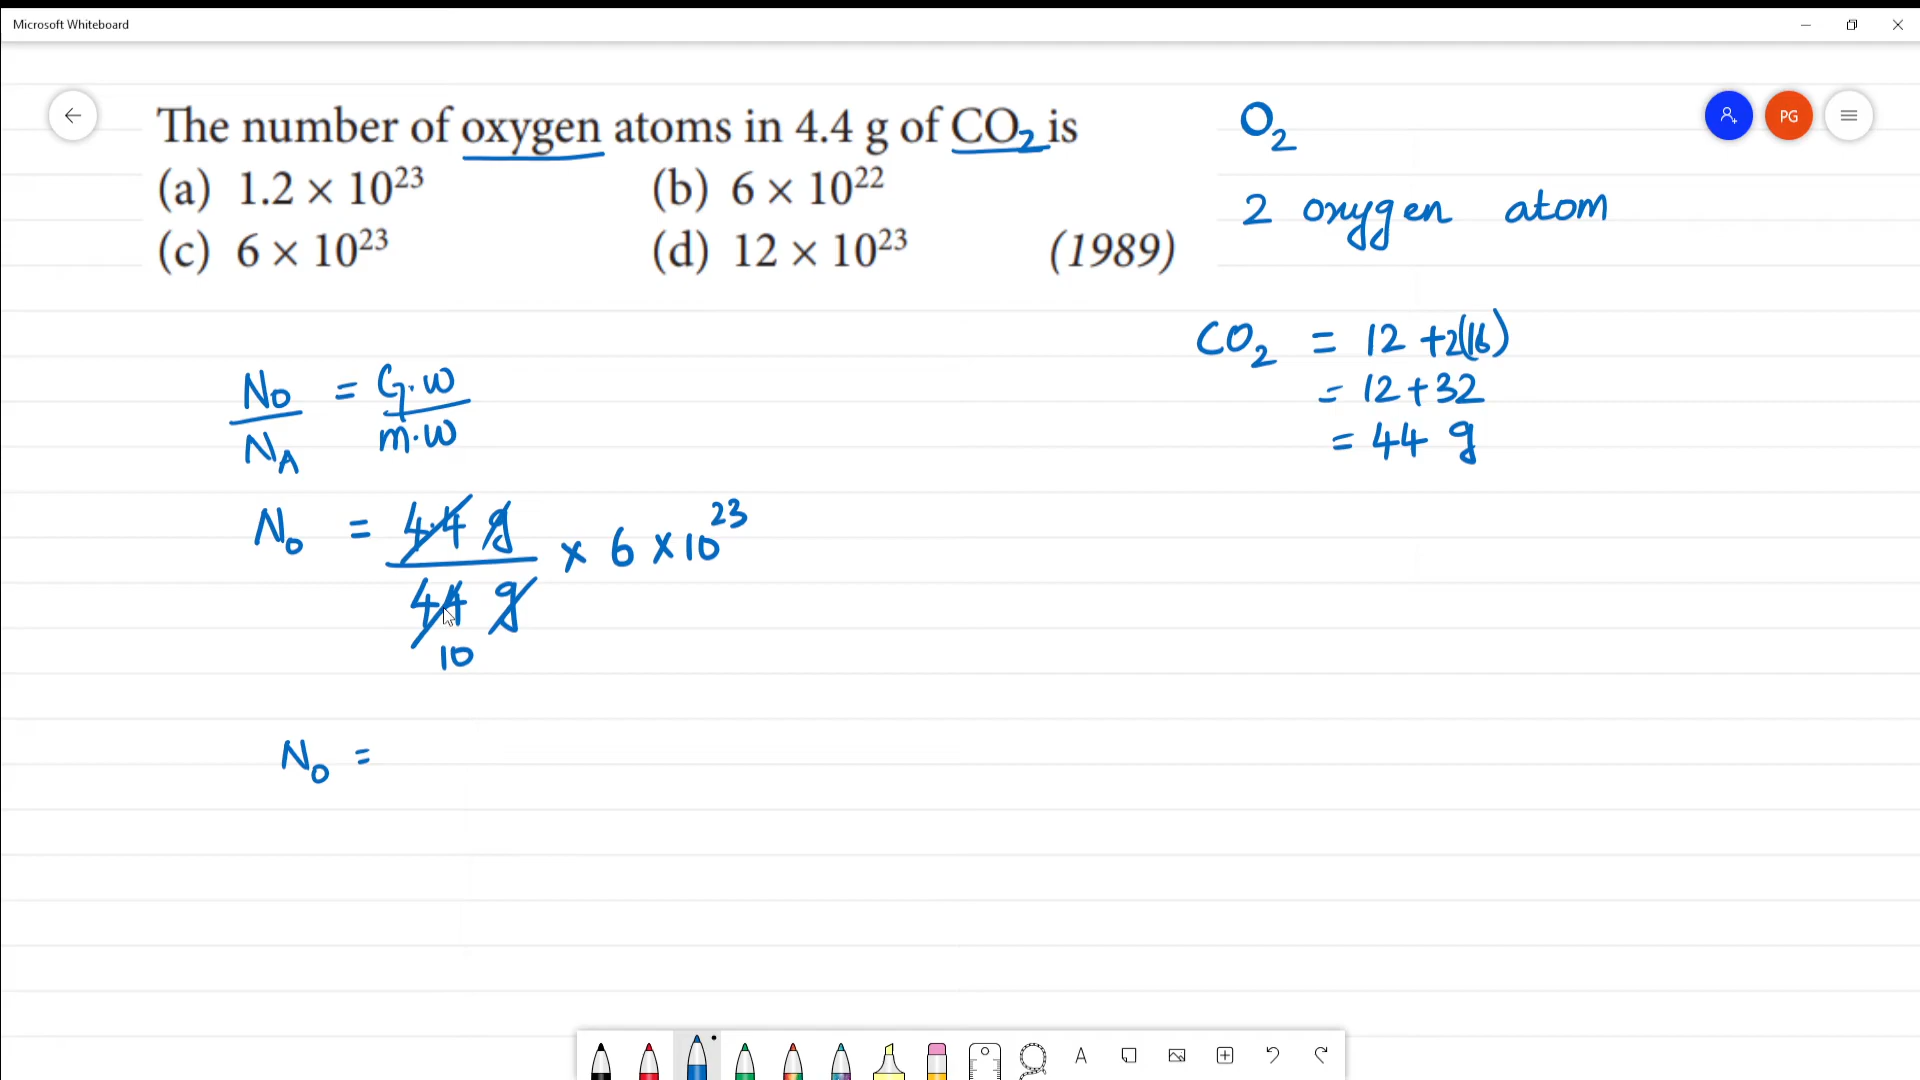 Microsoft Whiteboard
The number of oxygen atoms in 4.4 g of CO2 is
(a) 1.2 × 10^23 (b) 6 × 10^22
(c) 6 × 10^23 (d) 12 × 10^23 (1989)
O2
2 oxygen atom
PG
CO2 = 12 + 2(16)
= 12 + 32
= 44 g
No/NA = G.w/m.w
No = 4.4 g/44 g × 6 × 10^23
10
No =
A